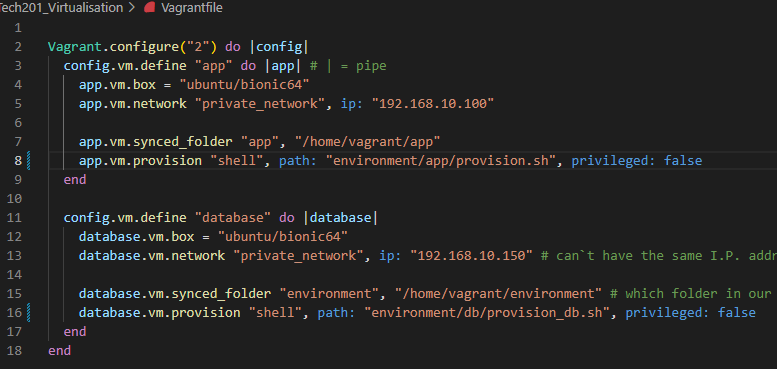 Tech201_Virtualisation > Vagrantfile
1
2 Vagrant.configure("2") do |config|
3 config.vm.define "app" do |app| # | = pipe
4 app.vm.box = "ubuntu/bionic64"
5 app.vm.network "private_network", ip: "192.168.10.100"
6
7 app.vm.synced_folder "app", "/home/vagrant/app"
8 app.vm.provision "shell", path: "environment/app/provision.sh", privileged: false
9 end
10
11 config.vm.define "database" do |database|
12 database.vm.box = "ubuntu/bionic64"
13 database.vm.network "private_network", ip: "192.168.10.150" # can`t have the same I.P. addr
14
15 database.vm.synced_folder "environment", "/home/vagrant/environment" # which folder in our
16 database.vm.provision "shell", path: "environment/db/provision_db.sh", privileged: false
17 end
18 end